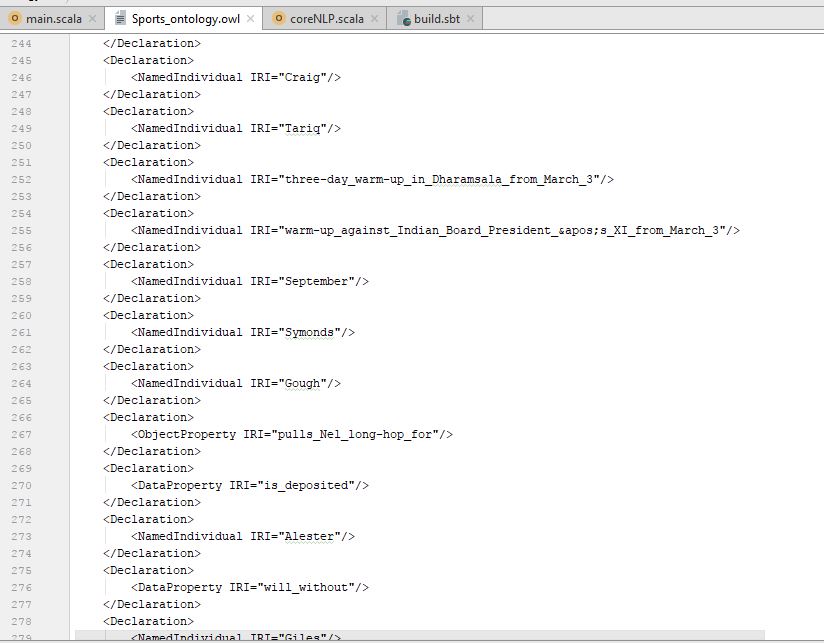 main.scala Sports_ontology.owl coreNLP.scala build.sbt
244 </Declaration>
245 <Declaration>
246 <NamedIndividual IRI="Craig"/>
247 </Declaration>
248 <Declaration>
249 <NamedIndividual IRI="Tariq"/>
250 </Declaration>
251 <Declaration>
252 <NamedIndividual IRI="three-day_warm-up_in_Dharamsala_from_March_3"/>
253 </Declaration>
254 <Declaration>
255 <NamedIndividual IRI="warm-up_against_Indian_Board_President_&apos;s_XI_from_March_3"/>
256 </Declaration>
257 <Declaration>
258 <NamedIndividual IRI="September"/>
259 </Declaration>
260 <Declaration>
261 <NamedIndividual IRI="Symonds"/>
262 </Declaration>
263 <Declaration>
264 <NamedIndividual IRI="Gough"/>
265 </Declaration>
266 <Declaration>
267 <ObjectProperty IRI="pulls_Nel_long-hop_for"/>
268 </Declaration>
269 <Declaration>
270 <DataProperty IRI="is_deposited"/>
271 </Declaration>
272 <Declaration>
273 <NamedIndividual IRI="Alester"/>
274 </Declaration>
275 <Declaration>
276 <DataProperty IRI="will_without"/>
277 </Declaration>
278 <Declaration>
279 <NamedIndividual IRI="Giles"/>